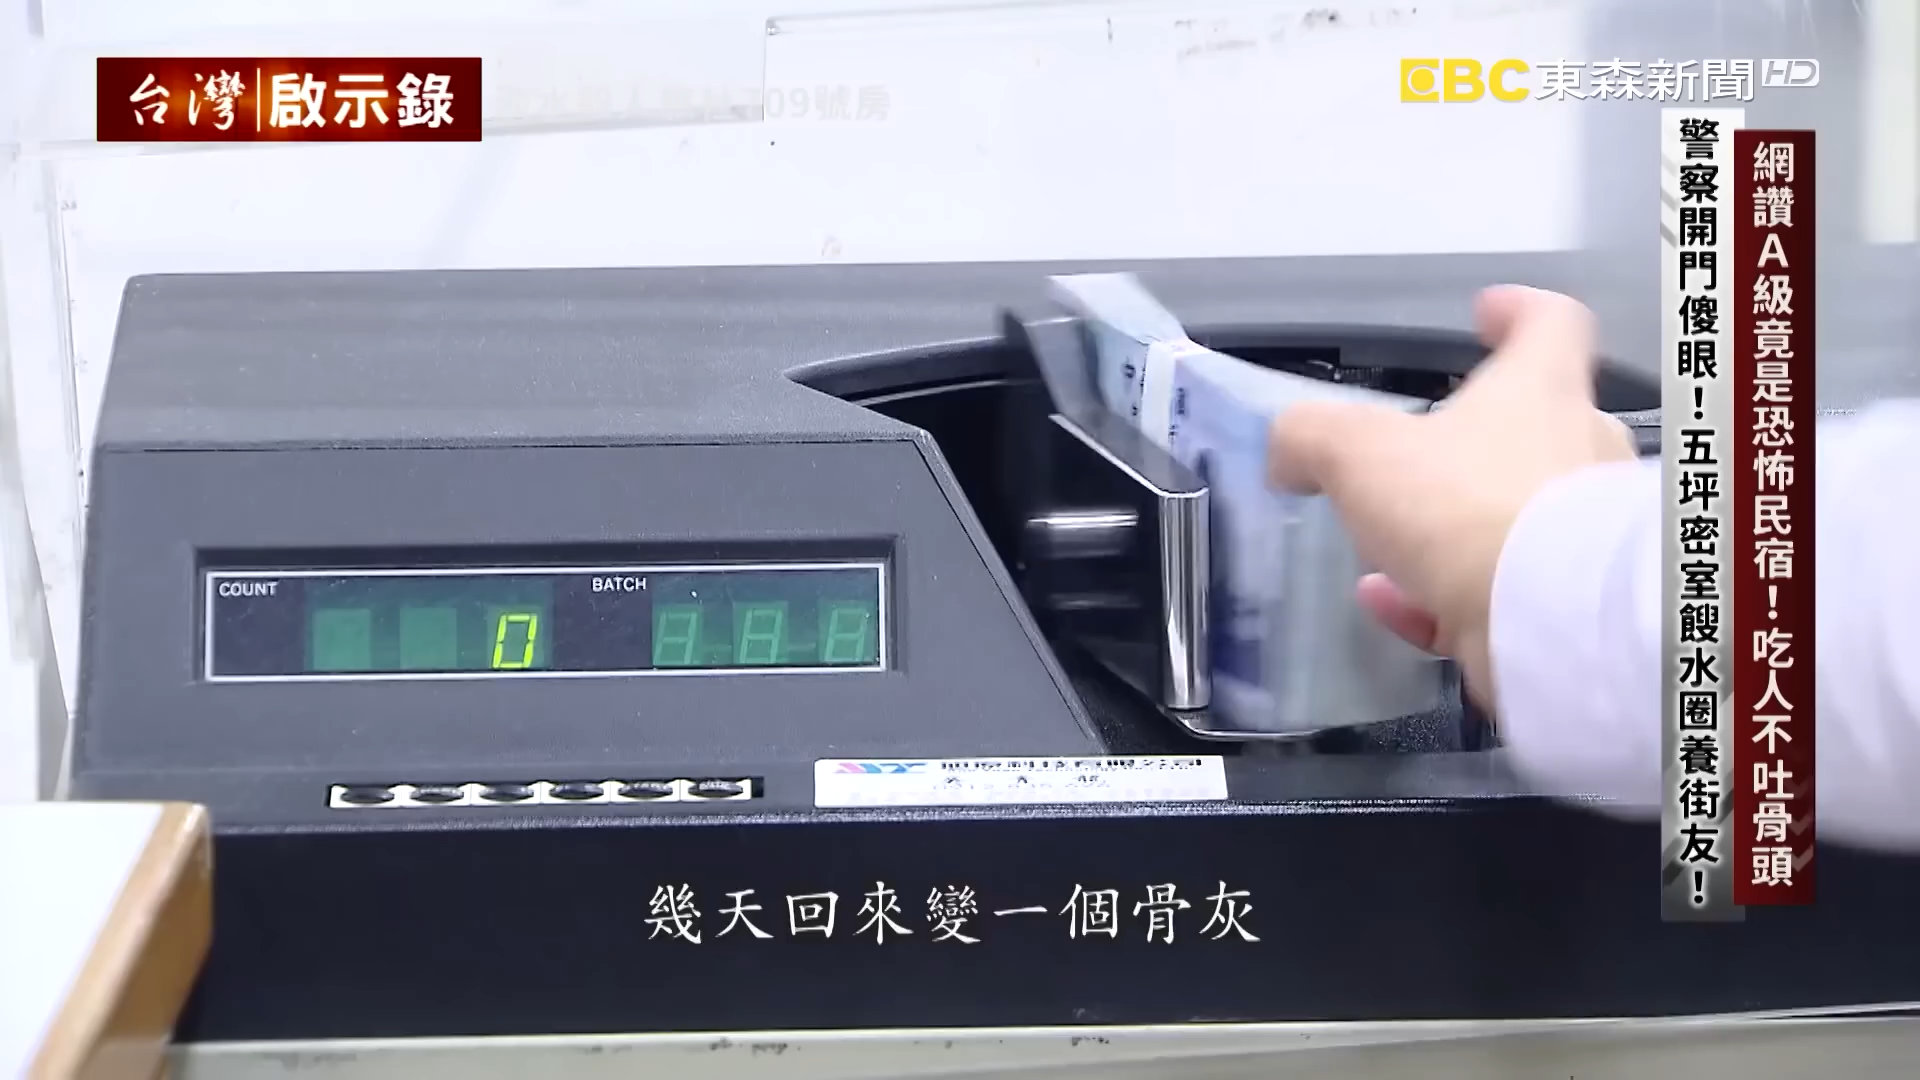 台灣|啟示錄
EBC東森新聞HD
網讚A級竟是恐怖民宿!吃人不吐骨頭
警察開門傻眼!五坪密室餿水圈養街友!
COUNT
BATCH
0
幾天回來變一個骨灰